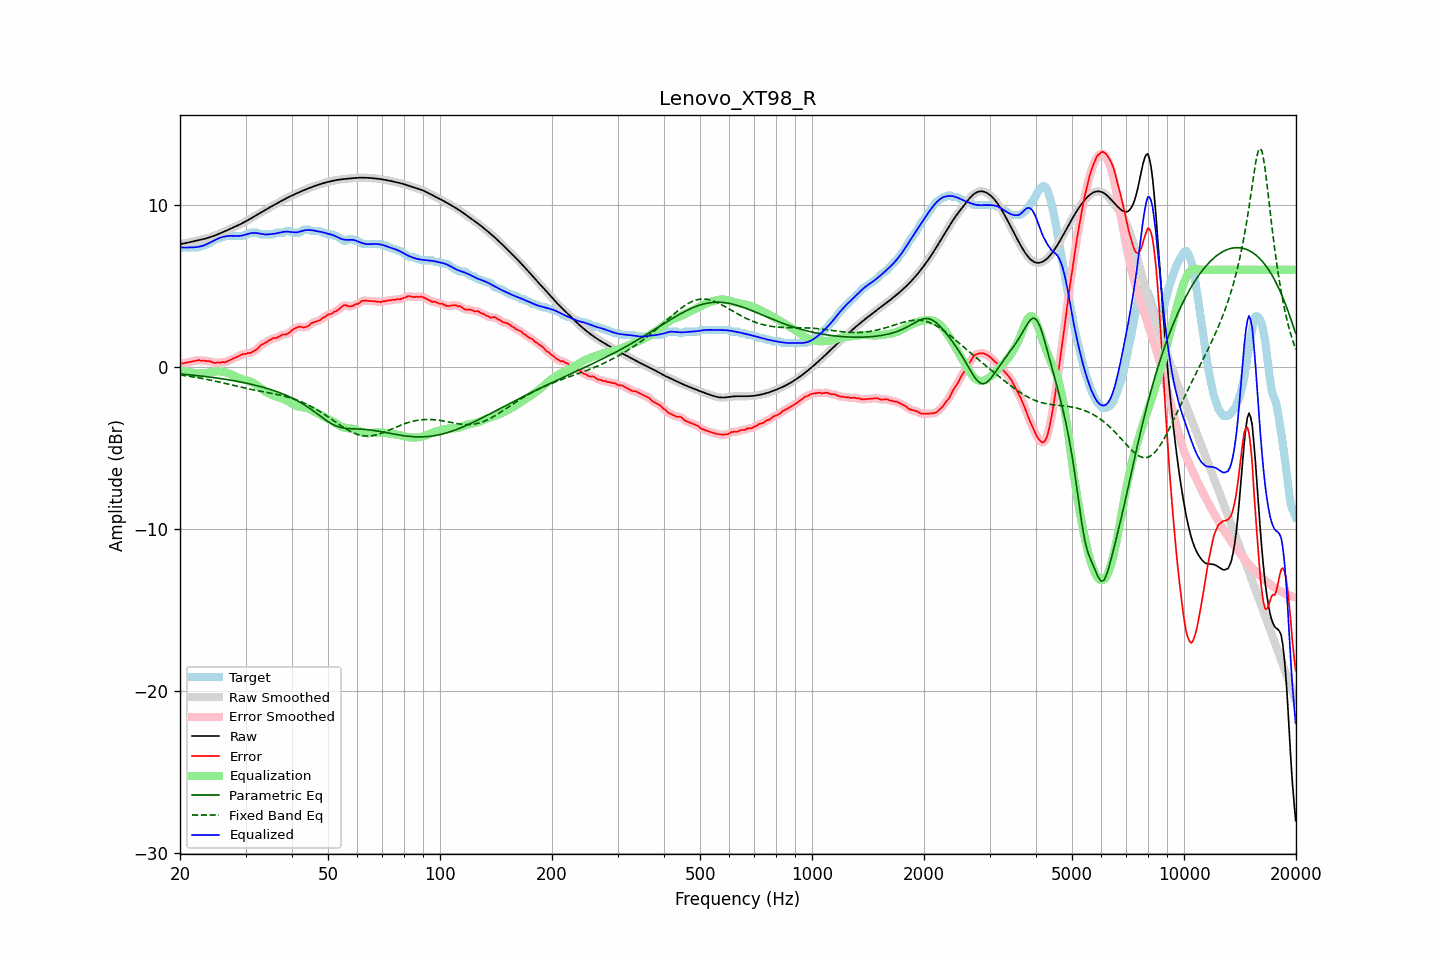 Lenovo_XT98_R
Amplitude (dBr)
10
0
−10
−20
−30
Target
Raw Smoothed
Error Smoothed
Raw
Error
Equalization
Parametric Eq
Fixed Band Eq
Equalized
20 50 100 200 500 1000 2000 5000 10000 20000
Frequency (Hz)